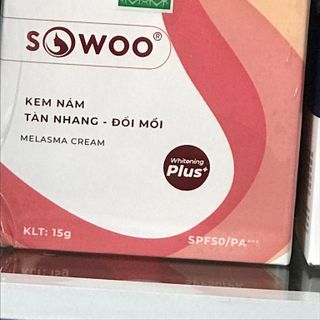 SOWOO®
KEM NÁM
TÀN NHANG - ĐỒI MỒI
MELASMA CREAM
Whitening
Plus+
KLT: 15g
SPF50/PA+++